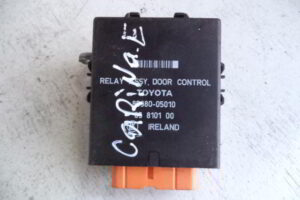 RELAY ASSY, DOOR CONTROL
TOYOTA
85980-05010
8101 00
IRELAND
CARINA E